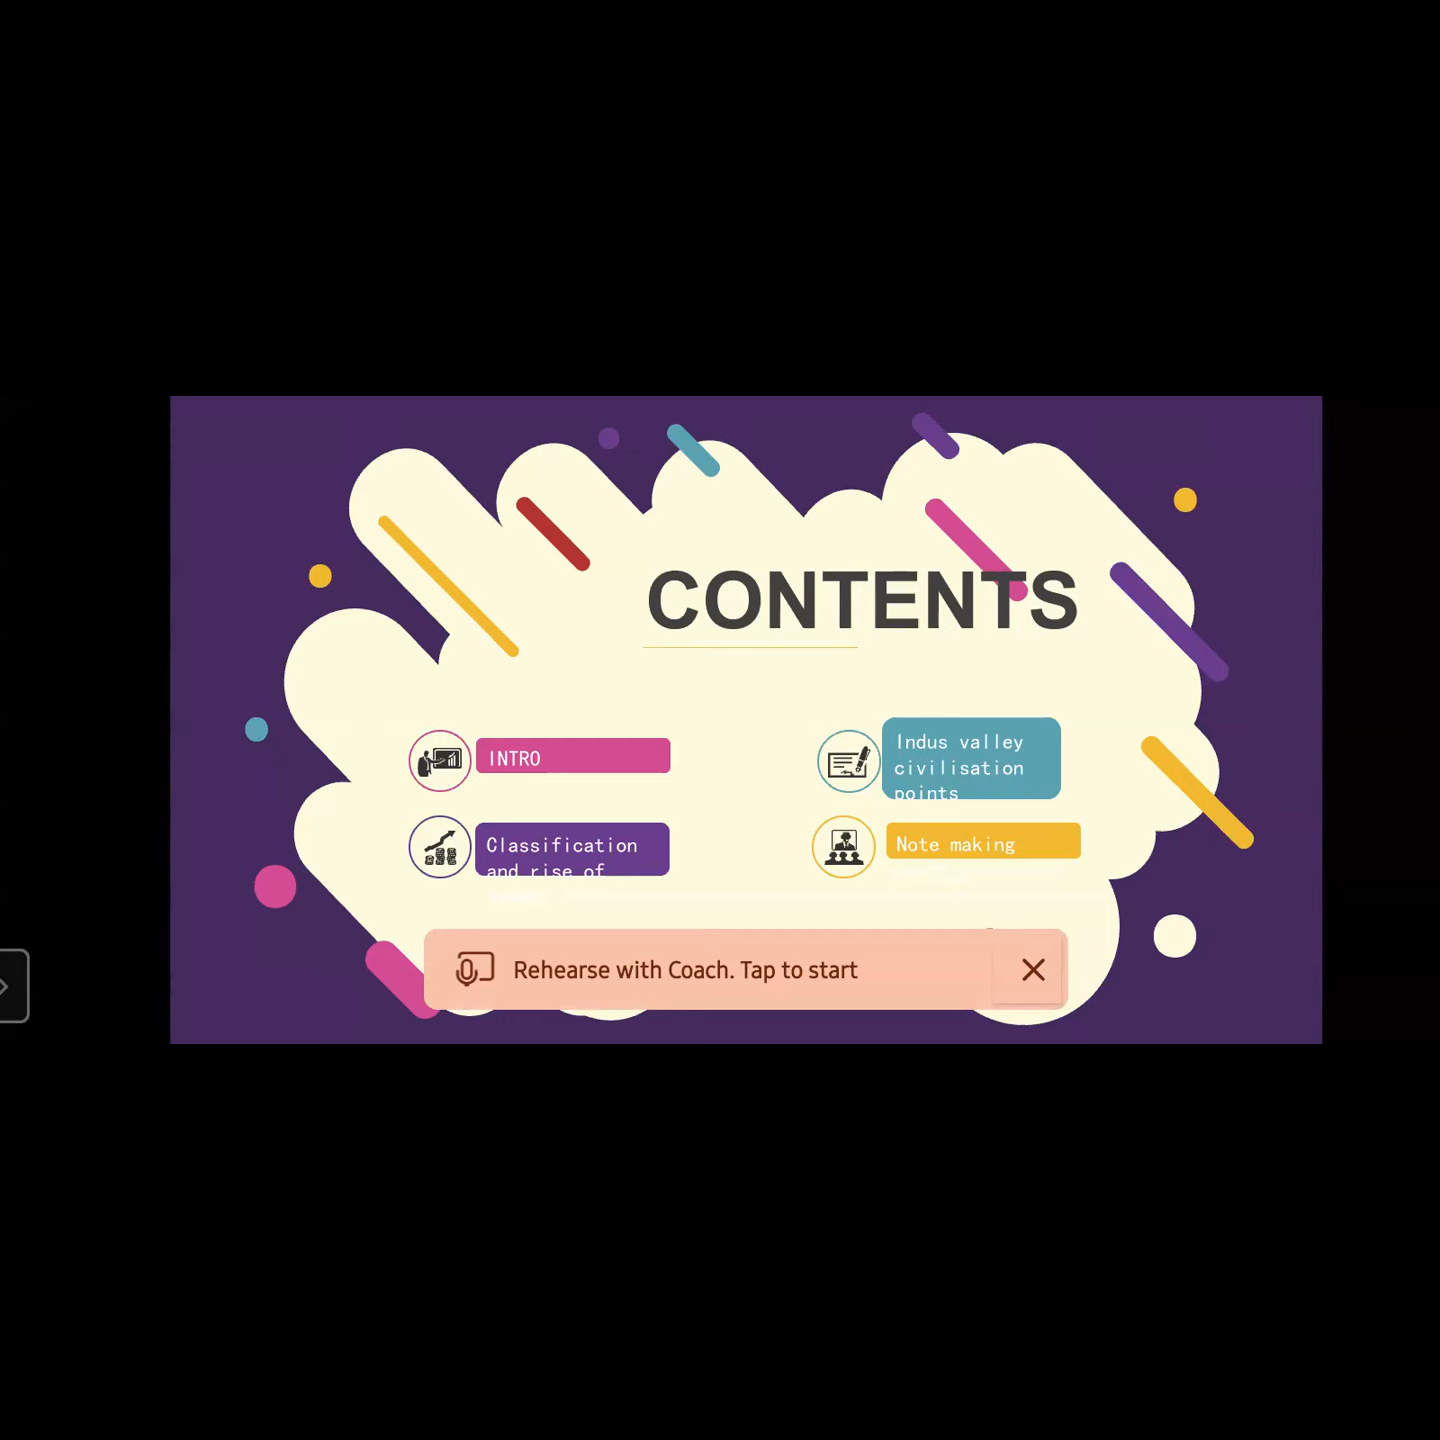 CONTENTS
INTRO
Indus valley
civilisation
points
Classification
and rise of
Note making
Rehearse with Coach. Tap to start